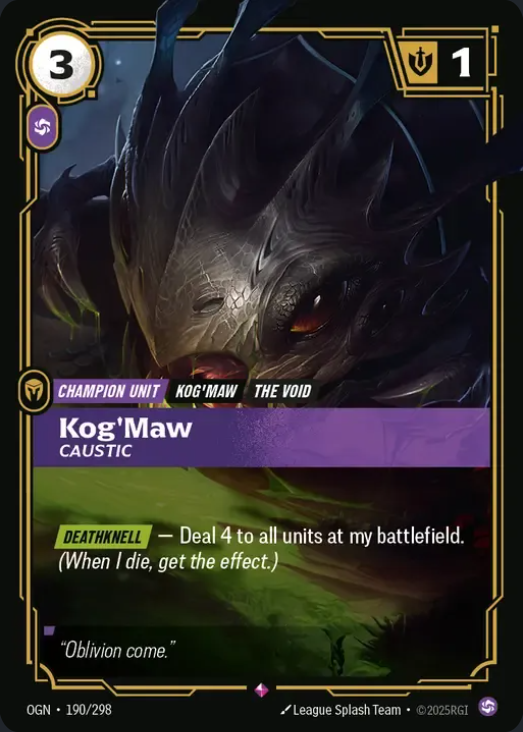 3
1
CHAMPION UNIT KOG'MAW THE VOID
Kog'Maw
CAUSTIC
DEATHKNELL — Deal 4 to all units at my battlefield.
(When I die, get the effect.)
“Oblivion come.”
OGN • 190/298 League Splash Team • ©2025RGI